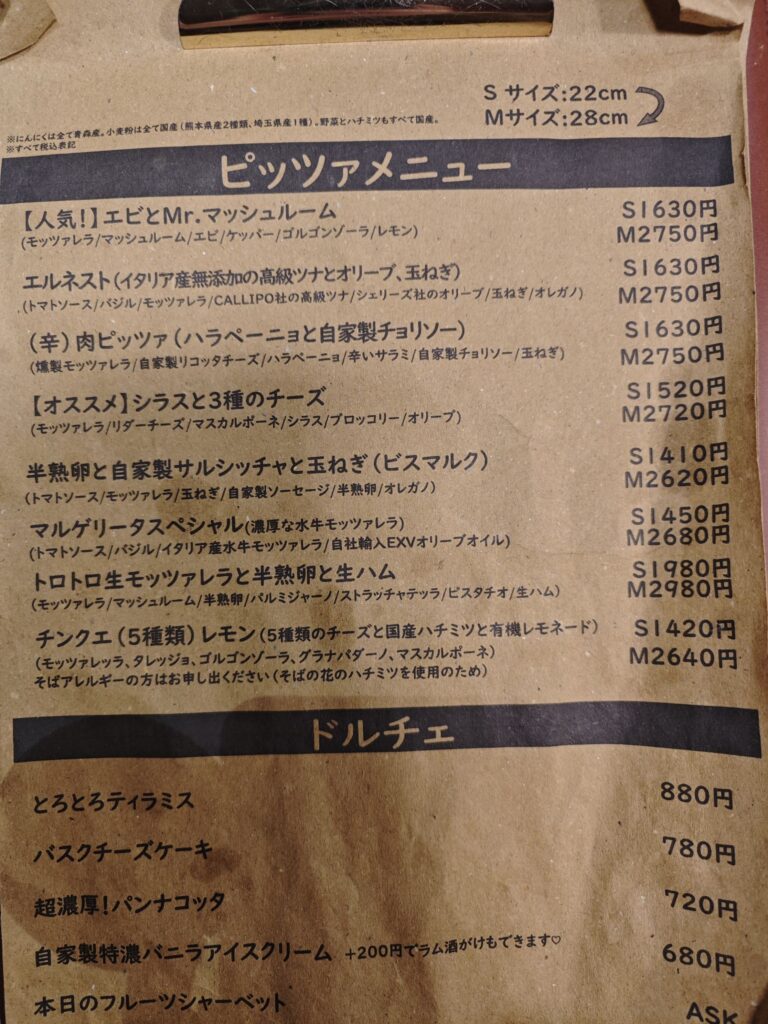 S サイズ:22cm
Mサイズ:28cm
※にんにくは全て青森産。小麦粉は全て国産(熊本県産2種類、埼玉県産1種)。野菜とハチミツもすべて国産。
※すべて税込表記
ピッツァメニュー
【人気!】エビとMr.マッシュルーム S1630円
(モッツァレラ/マッシュルーム/エビ/ケッパー/ゴルゴンゾーラ/レモン) M2750円
エルネスト(イタリア産無添加の高級ツナとオリーブ、玉ねぎ) S1630円
(トマトソース/バジル/モッツァレラ/CALLIPO社の高級ツナ/シェリーズ社のオリーブ/玉ねぎ/オレガノ) M2750円
(辛)肉ピッツァ(ハラペーニョと自家製チョリソー) S1630円
(燻製モッツァレラ/自家製リコッタチーズ/ハラペーニョ/辛いサラミ/自家製チョリソー/玉ねぎ) M2750円
【オススメ】シラスと3種のチーズ S1520円
(モッツァレラ/リダーチーズ/マスカルポーネ/シラス/ブロッコリー/オリーブ) M2720円
半熟卵と自家製サルシッチャと玉ねぎ(ビスマルク) S1410円
(トマトソース/モッツァレラ/玉ねぎ/自家製ソーセージ/半熟卵/オレガノ) M2620円
マルゲリータスペシャル(濃厚な水牛モッツァレラ) S1450円
(トマトソース/バジル/イタリア産水牛モッツァレラ/自社輸入EXVオリーブオイル) M2680円
トロトロ生モッツァレラと半熟卵と生ハム S1980円
(モッツァレラ/マッシュルーム/半熟卵/パルミジャーノ/ストラッチャテッラ/ピスタチオ/生ハム) M2980円
チンクエ(5種類)レモン(5種類のチーズと国産ハチミツと有機レモネード) S1420円
(モッツァレッラ、タレッジョ、ゴルゴンゾーラ、グラナパダーノ、マスカルポーネ) M2640円
そばアレルギーの方はお申し出ください(そばの花のハチミツを使用のため)
ドルチェ
とろとろティラミス 880円
バスクチーズケーキ 780円
超濃厚!パンナコッタ 720円
自家製特濃バニラアイスクリーム +200円でラム酒がけもできます♡ 680円
本日のフルーツシャーベット ASK